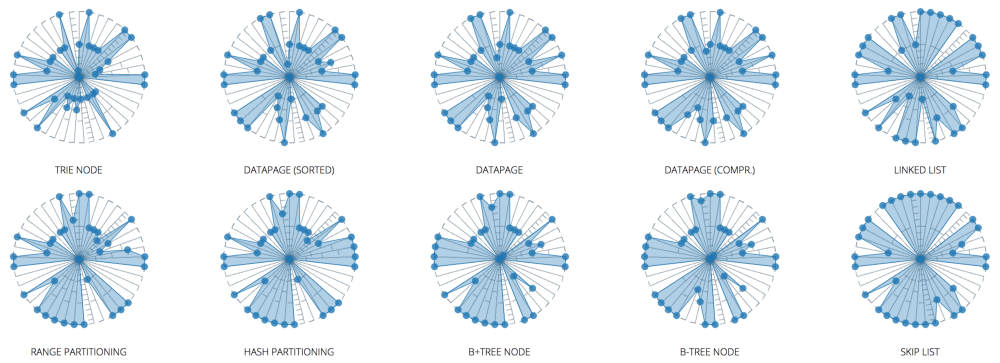 TRIE NODE
DATAPAGE (SORTED)
DATAPAGE
DATAPAGE (COMPR.)
LINKED LIST
RANGE PARTITIONING
HASH PARTITIONING
B+TREE NODE
B-TREE NODE
SKIP LIST